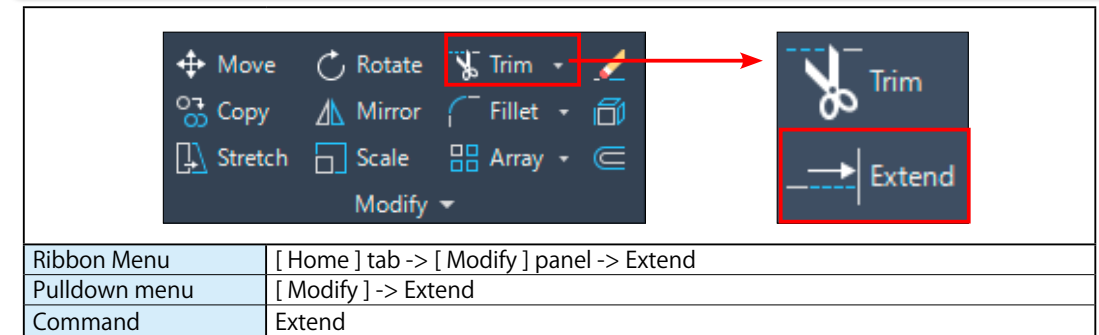 Move Rotate Trim
Copy Mirror Fillet
Stretch Scale Array
Modify
Trim
Extend
Ribbon Menu [ Home ] tab -> [ Modify ] panel -> Extend
Pulldown menu [ Modify ] -> Extend
Command Extend